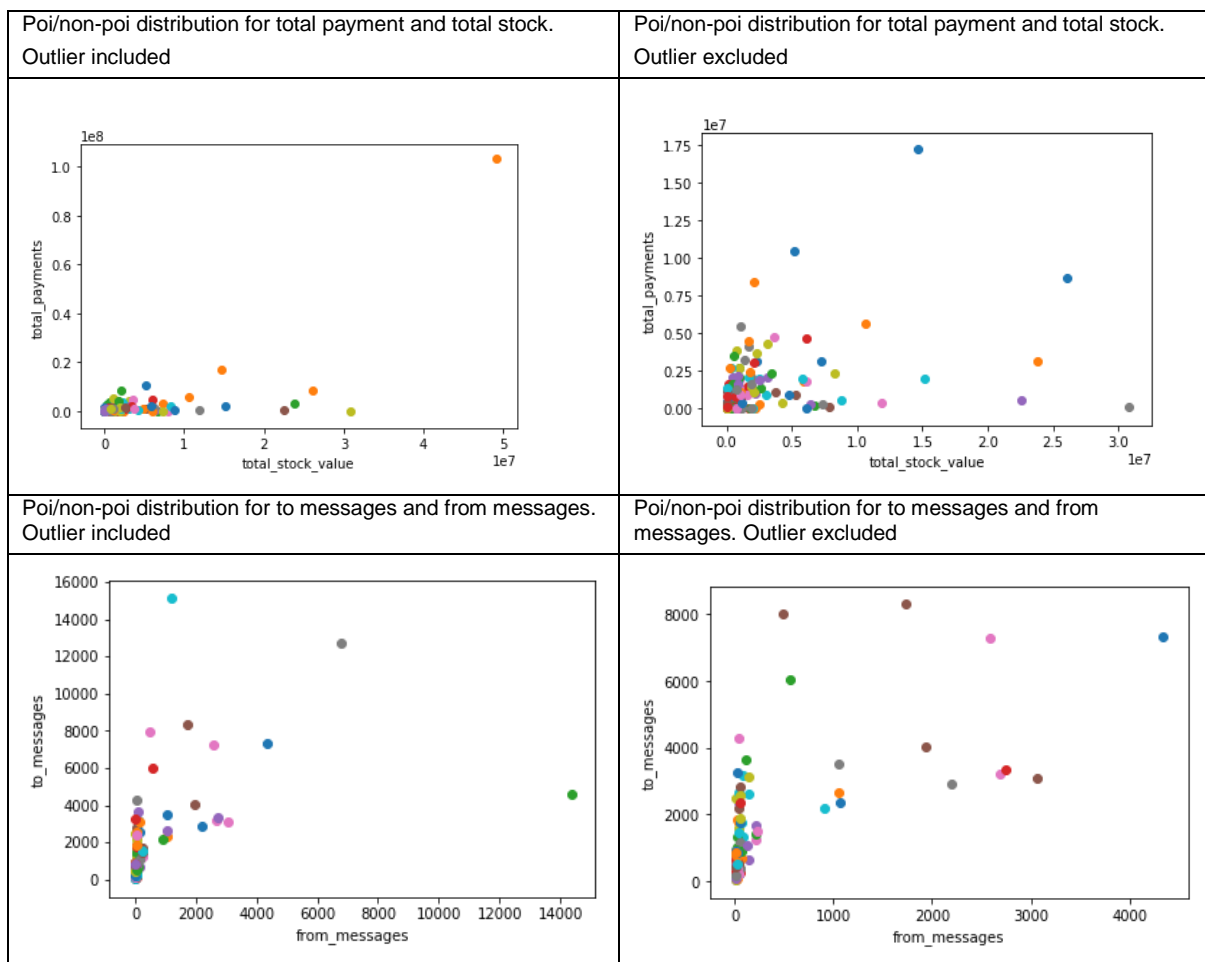 Poi/non-poi distribution for total payment and total stock.
Outlier included
Poi/non-poi distribution for total payment and total stock.
Outlier excluded
1e8
1.0
0.8
0.6
0.4
0.2
0.0
total_payments
0
1
2
3
4
5
1e7
total_stock_value
1e7
17.5
1.75
1.50
1.25
1.00
0.75
0.50
0.25
0.00
total_payments
0.0
0.5
1.0
1.5
2.0
2.5
3.0
1e7
total_stock_value
Poi/non-poi distribution for to messages and from messages.
Outlier included
Poi/non-poi distribution for to messages and from
messages. Outlier excluded
16000
14000
12000
10000
8000
6000
4000
2000
0
to_messages
0
2000
4000
6000
8000
10000
12000
14000
from_messages
8000
6000
4000
2000
0
to_messages
0
1000
2000
3000
4000
from_messages